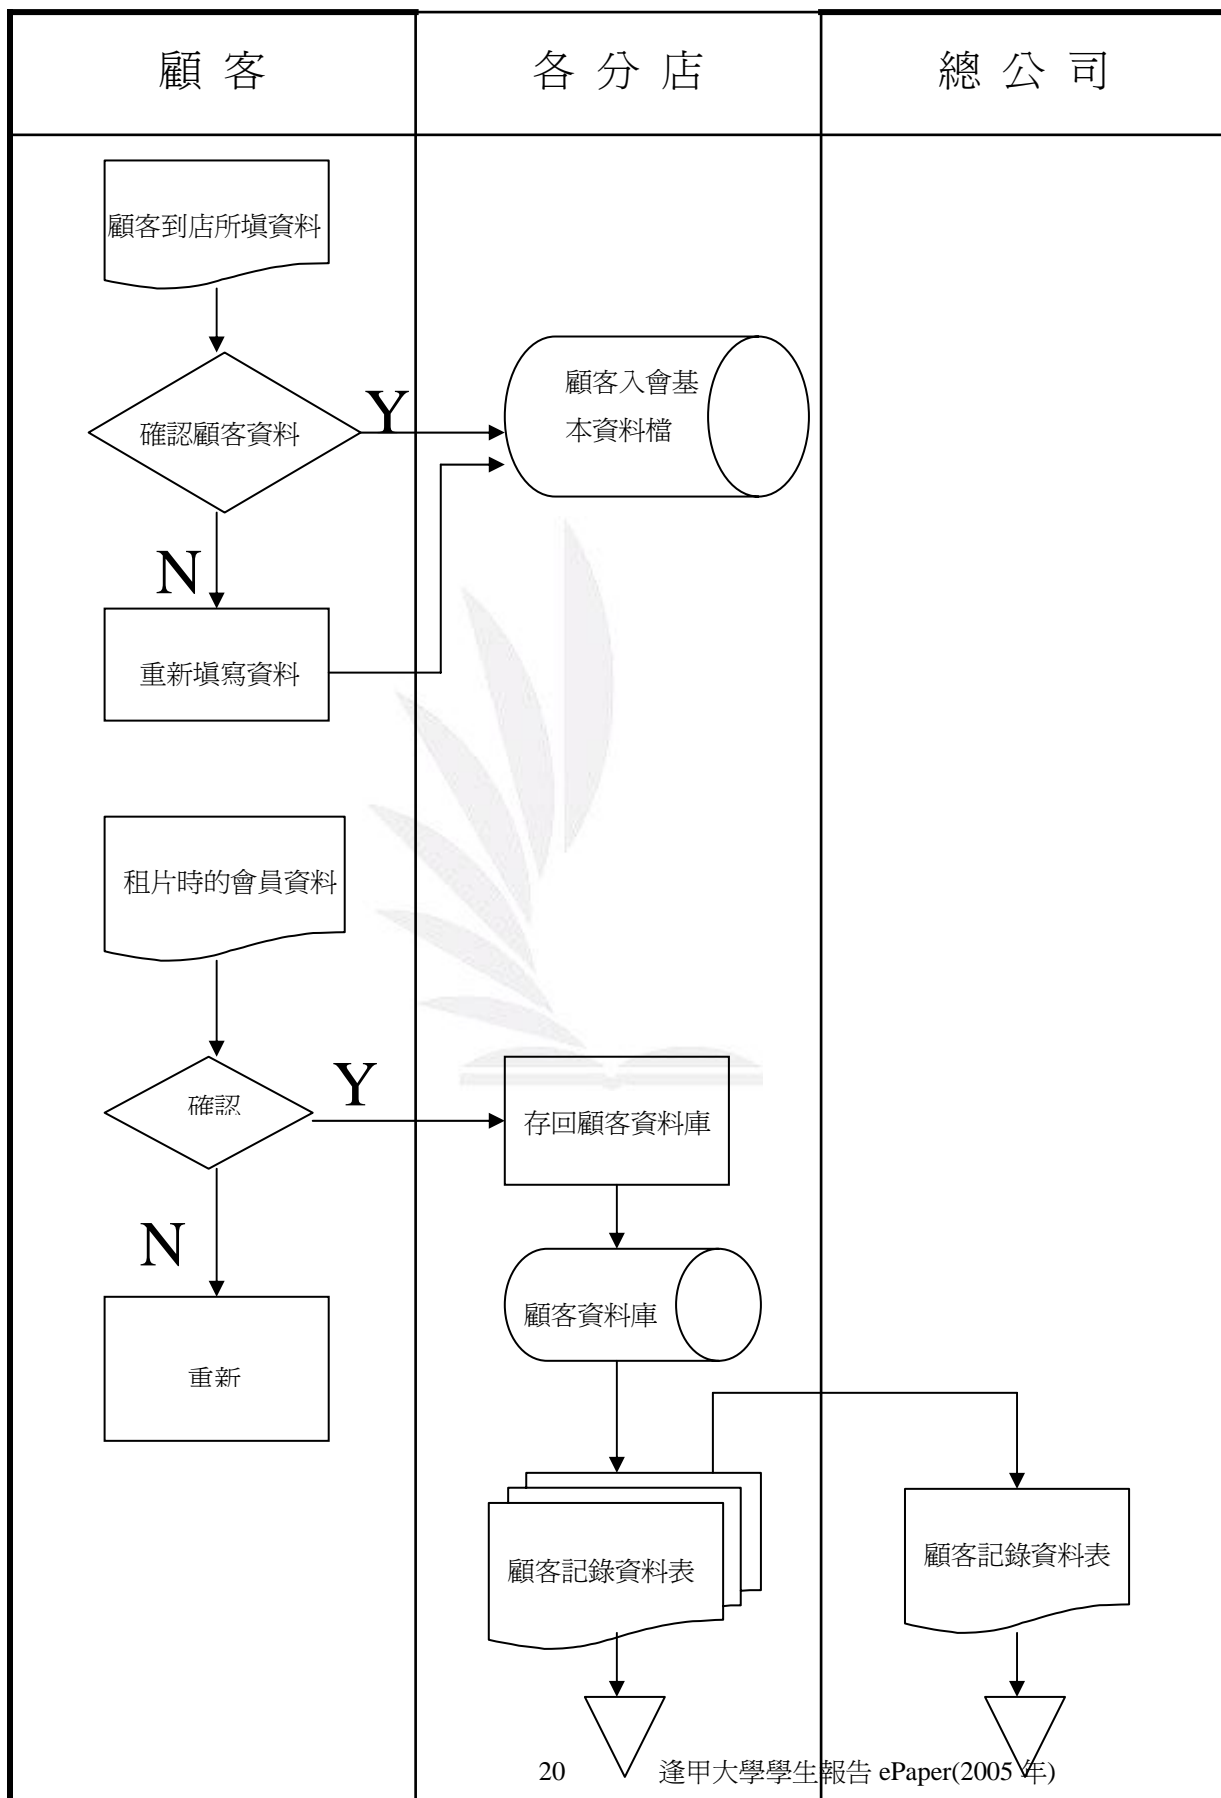 顧客 各分店 總公司
顧客到店所填資料
顧客入會基
本資料檔
Y
確認顧客資料
N
重新填寫資料
租片時的會員資料
確認
Y
存回顧客資料庫
N
顧客資料庫
重新
顧客記錄資料表
顧客記錄資料表
20 逢甲大學學生報告 ePaper(2005 年)